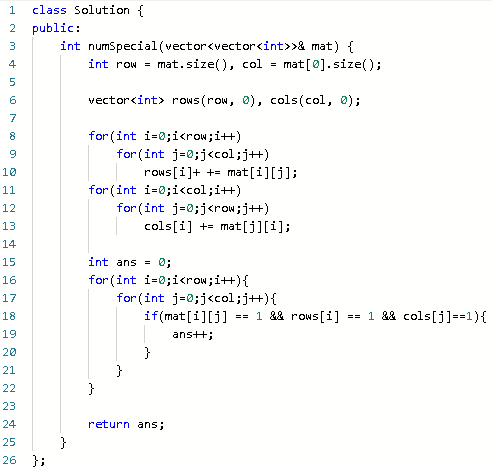 1 class Solution {
2 public:
3     int numSpecial(vector<vector<int>>& mat) {
4         int row = mat.size(), col = mat[0].size();
5
6         vector<int> rows(row, 0), cols(col, 0);
7
8         for(int i=0;i<row;i++)
9             for(int j=0;j<col;j++)
10                 rows[i]+ += mat[i][j];
11         for(int i=0;i<col;i++)
12             for(int j=0;j<row;j++)
13                 cols[i] += mat[j][i];
14
15         int ans = 0;
16         for(int i=0;i<row;i++){
17             for(int j=0;j<col;j++){
18                 if(mat[i][j] == 1 && rows[i] == 1 && cols[j]==1){
19                     ans++;
20                 }
21             }
22         }
23
24         return ans;
25     }
26 };